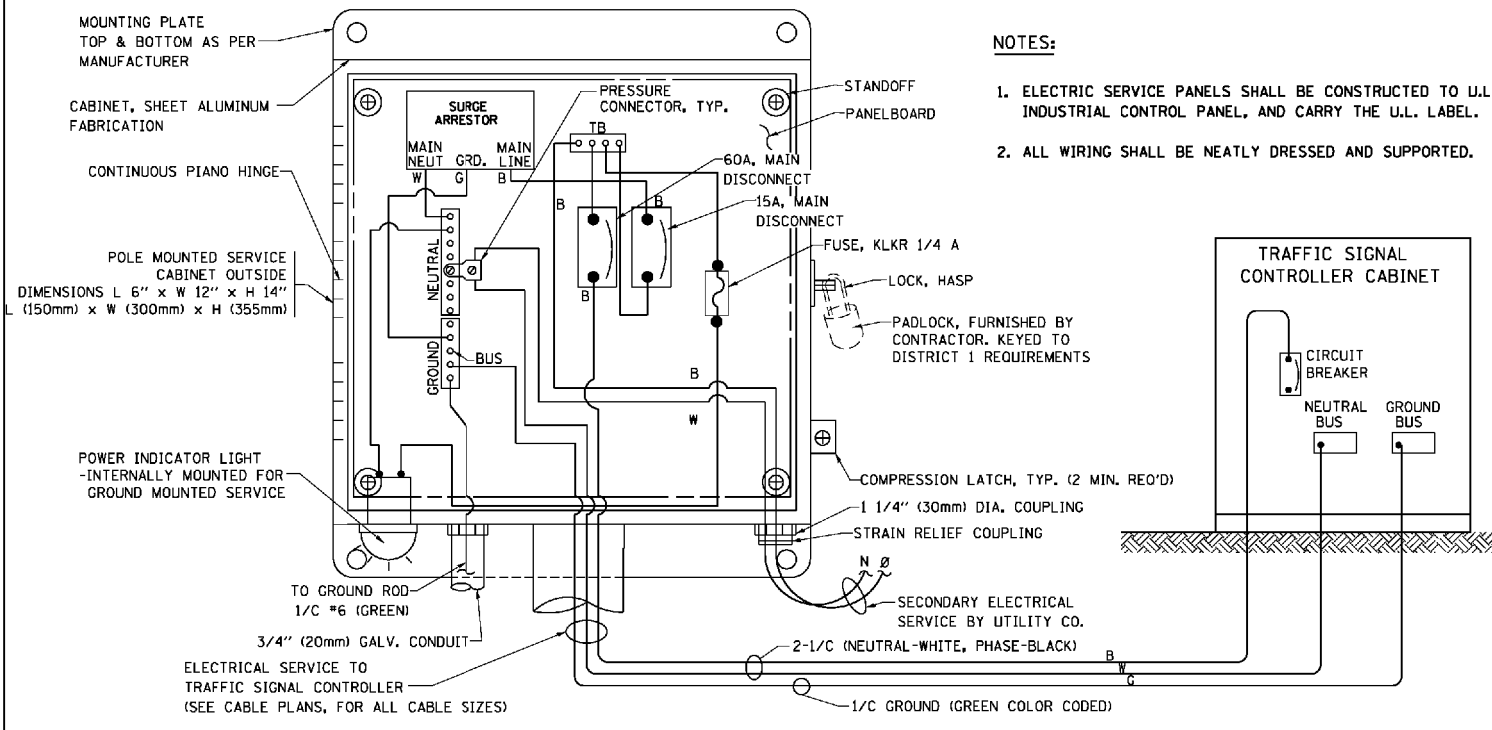 MOUNTING PLATE
TOP & BOTTOM AS PER
MANUFACTURER
CABINET, SHEET ALUMINUM
FABRICATION
CONTINUOUS PIANO HINGE
POLE MOUNTED SERVICE
CABINET OUTSIDE
DIMENSIONS L 6" x W 12" x H 14"
L (150mm) x W (300mm) x H (355mm)
POWER INDICATOR LIGHT
-INTERNALLY MOUNTED FOR
GROUND MOUNTED SERVICE
TO GROUND ROD
1/C #6 (GREEN)
3/4" (20mm) GALV. CONDUIT
ELECTRICAL SERVICE TO
TRAFFIC SIGNAL CONTROLLER
(SEE CABLE PLANS, FOR ALL CABLE SIZES)
SURGE
ARRESTOR
MAIN
NEUT
GRD.
MAIN
LINE
W
G
B
PRESSURE
CONNECTOR, TYP.
TB
NEUTRAL
GROUND
BUS
B
B
B
B
W
STANDOFF
PANELBOARD
60A, MAIN
DISCONNECT
15A, MAIN
DISCONNECT
FUSE, KLKR 1/4 A
LOCK, HASP
PADLOCK, FURNISHED BY
CONTRACTOR. KEYED TO
DISTRICT 1 REQUIREMENTS
COMPRESSION LATCH, TYP. (2 MIN. REQ'D)
1 1/4" (30mm) DIA. COUPLING
STRAIN RELIEF COUPLING
N Ø
SECONDARY ELECTRICAL
SERVICE BY UTILITY CO.
2-1/C (NEUTRAL-WHITE, PHASE-BLACK)
B
W
G
1/C GROUND (GREEN COLOR CODED)
NOTES:
1. ELECTRIC SERVICE PANELS SHALL BE CONSTRUCTED TO U.L
INDUSTRIAL CONTROL PANEL, AND CARRY THE U.L. LABEL.
2. ALL WIRING SHALL BE NEATLY DRESSED AND SUPPORTED.
TRAFFIC SIGNAL
CONTROLLER CABINET
CIRCUIT
BREAKER
NEUTRAL
BUS
GROUND
BUS